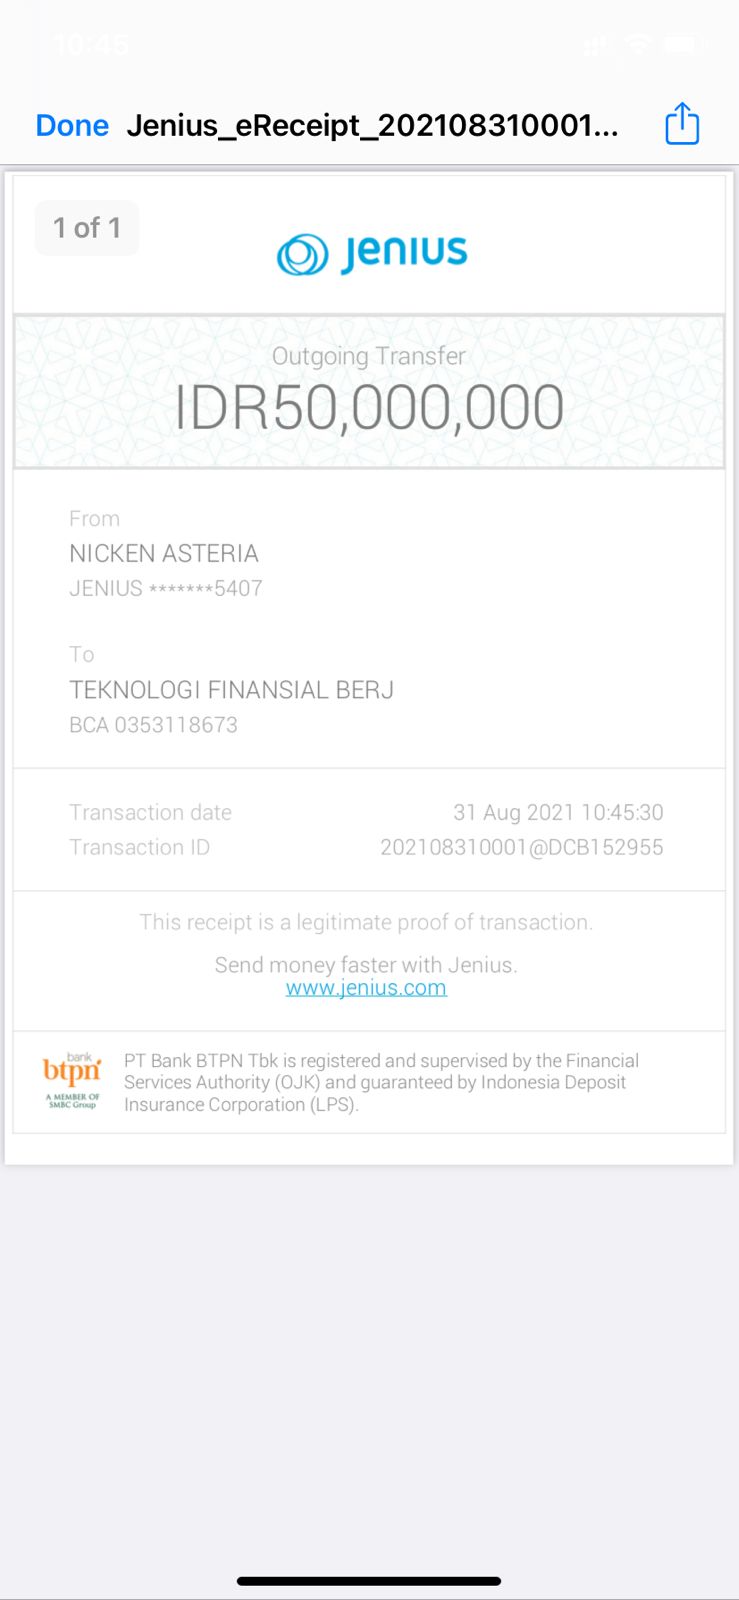 10:45
Done Jenius_eReceipt_202108310001...
1 of 1
Jenius
Outgoing Transfer
IDR50,000,000
From
NICKEN ASTERIA
JENIUS *******5407
To
TEKNOLOGI FINANSIAL BERJ
BCA 0353118673
Transaction date 31 Aug 2021 10:45:30
Transaction ID 202108310001@DCB152955
This receipt is a legitimate proof of transaction.
Send money faster with Jenius.
www.jenius.com
bank
btpn
A MEMBER OF
SMBC Group
PT Bank BTPN Tbk is registered and supervised by the Financial
Services Authority (OJK) and guaranteed by Indonesia Deposit
Insurance Corporation (LPS).